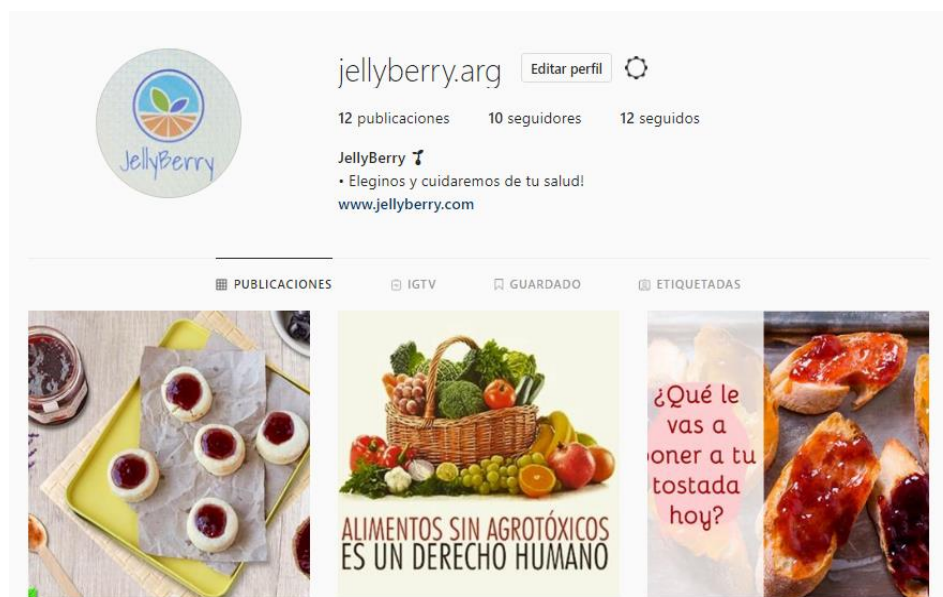 jellyberry.arg Editar perfil
12 publicaciones 10 seguidores 12 seguidos
JellyBerry
JellyBerry
• Eleginos y cuidaremos de tu salud!
www.jellyberry.com
PUBLICACIONES IGTV GUARDADO ETIQUETADAS
ALIMENTOS SIN AGROTÓXICOS
ES UN DERECHO HUMANO
¿Qué le
vas a
oner a tu
tostada
hoy?